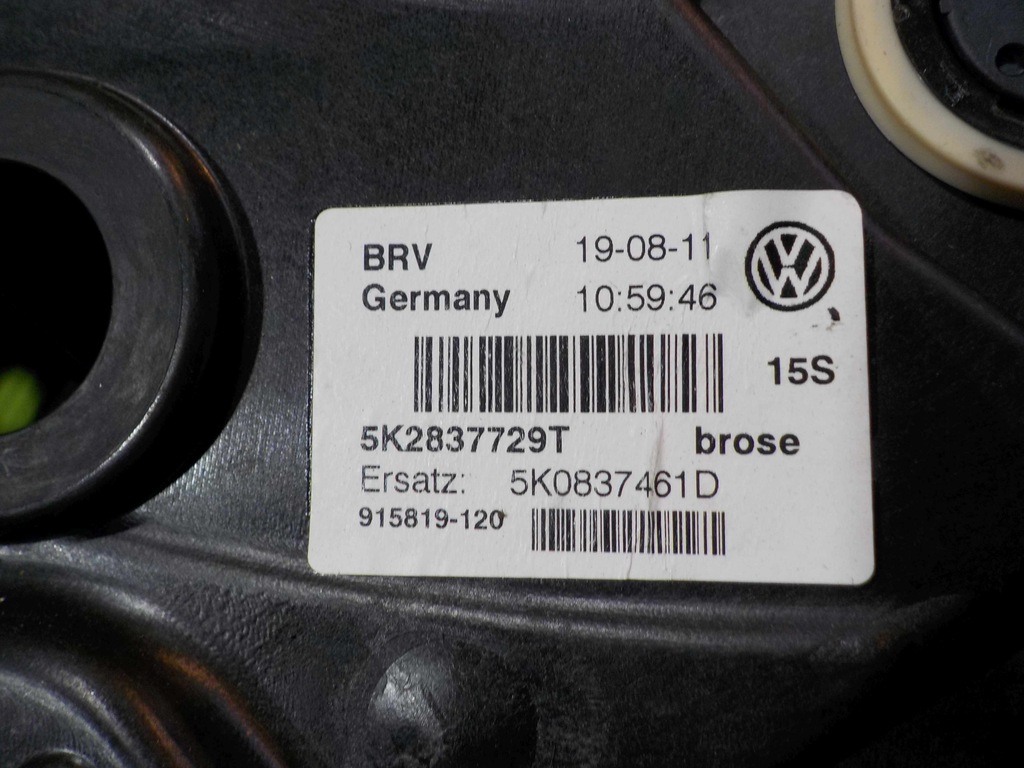 BRV 19-08-11
Germany 10:59:46
15S
5K2837729T brose
Ersatz: 5K0837461D
915819-120